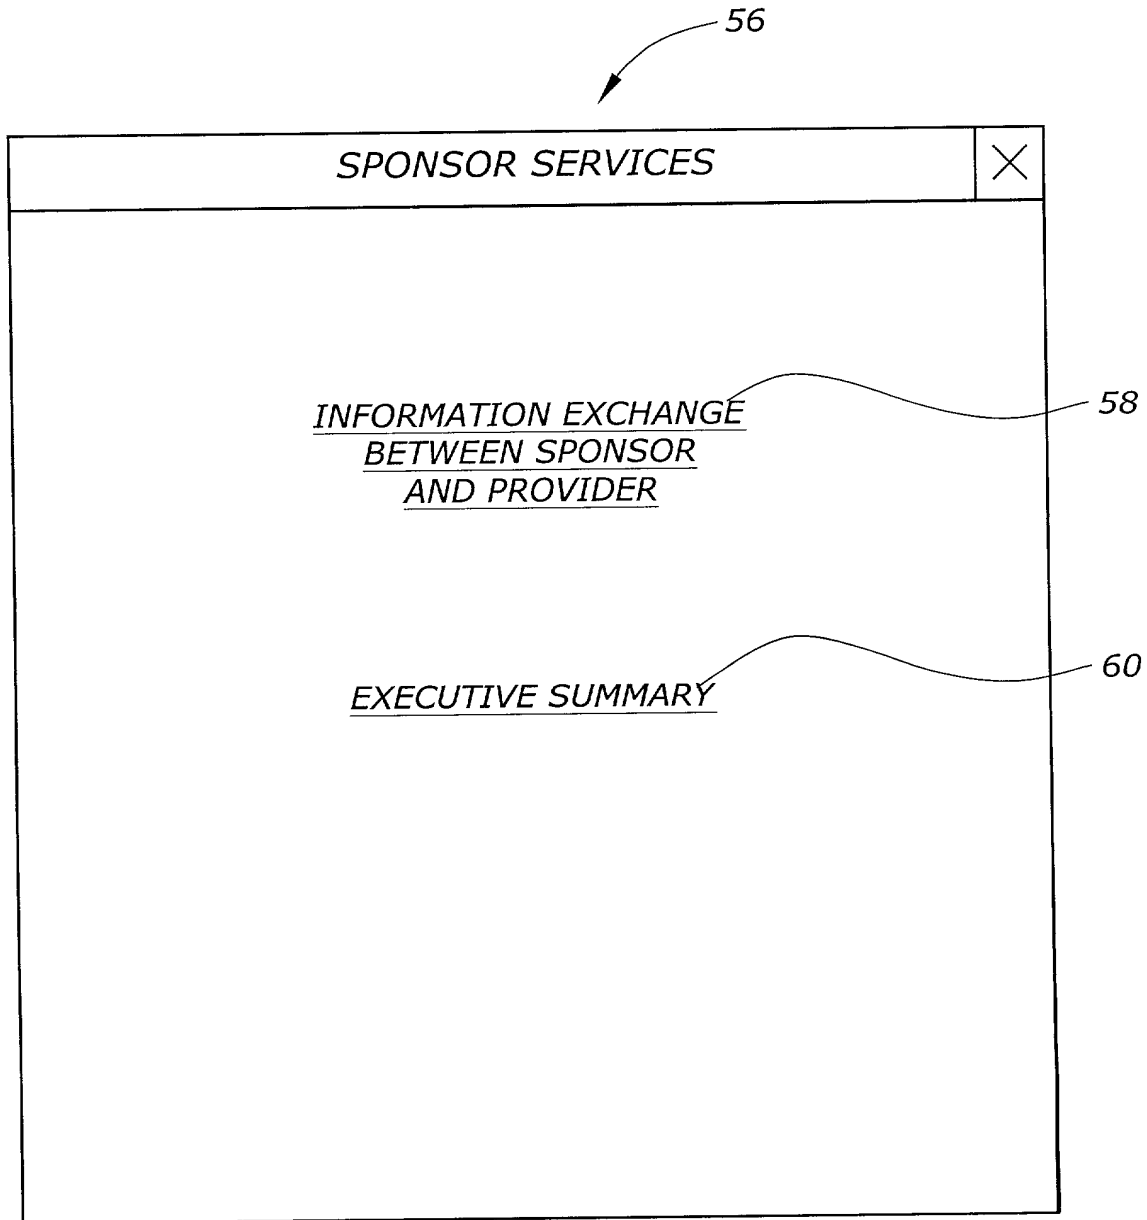 56
SPONSOR SERVICES
INFORMATION EXCHANGE
BETWEEN SPONSOR
AND PROVIDER
58
EXECUTIVE SUMMARY
60